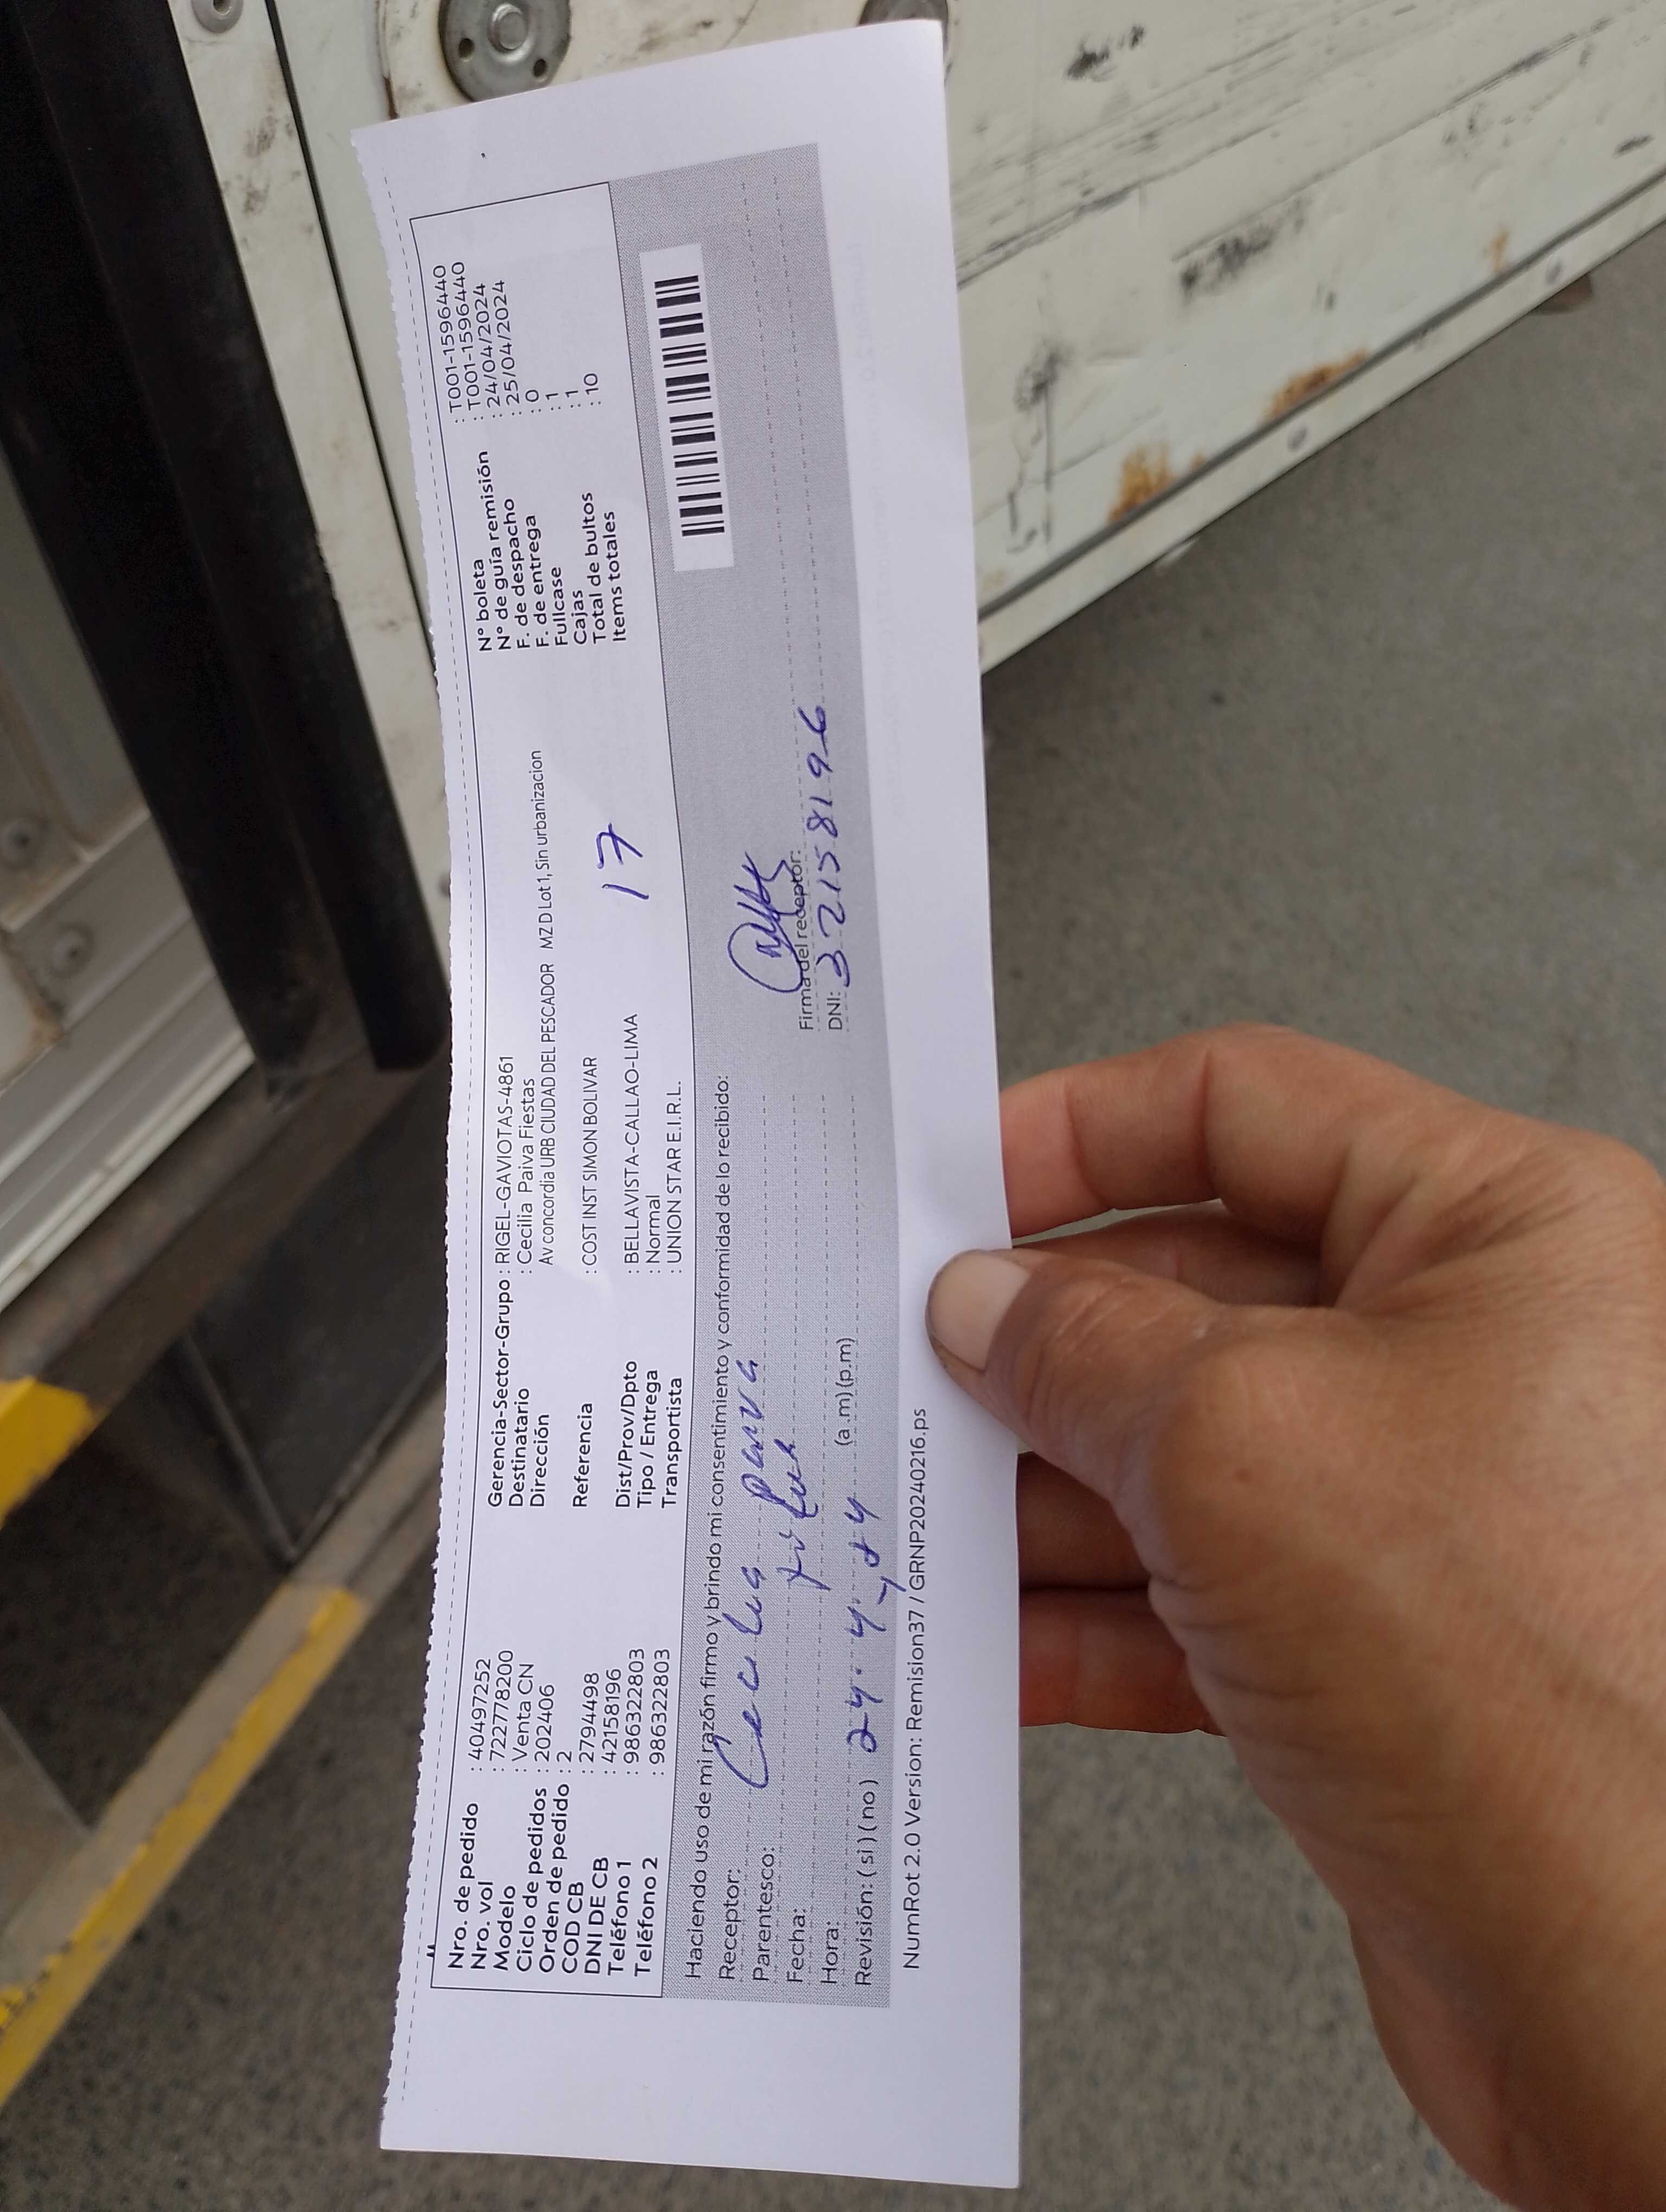 Nro. de pedido : 40497252
Nro. vol : 722778200
Modelo : Venta CN
Ciclo de pedidos : 202406
Orden de pedido : 2
COD CB : 2794498
DNI DE CB : 42158196
Teléfono 1 : 986322803
Teléfono 2 : 986322803
Gerencia-Sector-Grupo : RIGEL-GAVIOTAS-4861
Destinatario : Cecilia Paiva Fiestas
Dirección Av concordia URB CIUDAD DEL PESCADOR MZ D Lot 1, Sin urbanizacion
Referencia : COST INST SIMON BOLIVAR
Dist/Prov/Dpto : BELLAVISTA-CALLAO-LIMA
Tipo / Entrega : Normal
Transportista : UNION STAR E.I.R.L.
17
N° boleta : T001-1596440
N° de guía remisión : T001-1596440
F. de despacho : 24/04/2024
F. de entrega : 25/04/2024
Fullcase : 0
Cajas : 1
Total de bultos : 1
Items totales : 10
Haciendo uso de mi razón firmo y brindo mi consentimiento y conformidad de lo recibido:
Receptor: Cecilia Paiva
Parentesco:
Fecha:
Hora: 24.4. (a.m) (p.m)
Revisión: ( si ) ( no )
Firma del receptor:
DNI: 32158196
NumRot 2.0 Version: Remision37 / GRNP20240216.ps